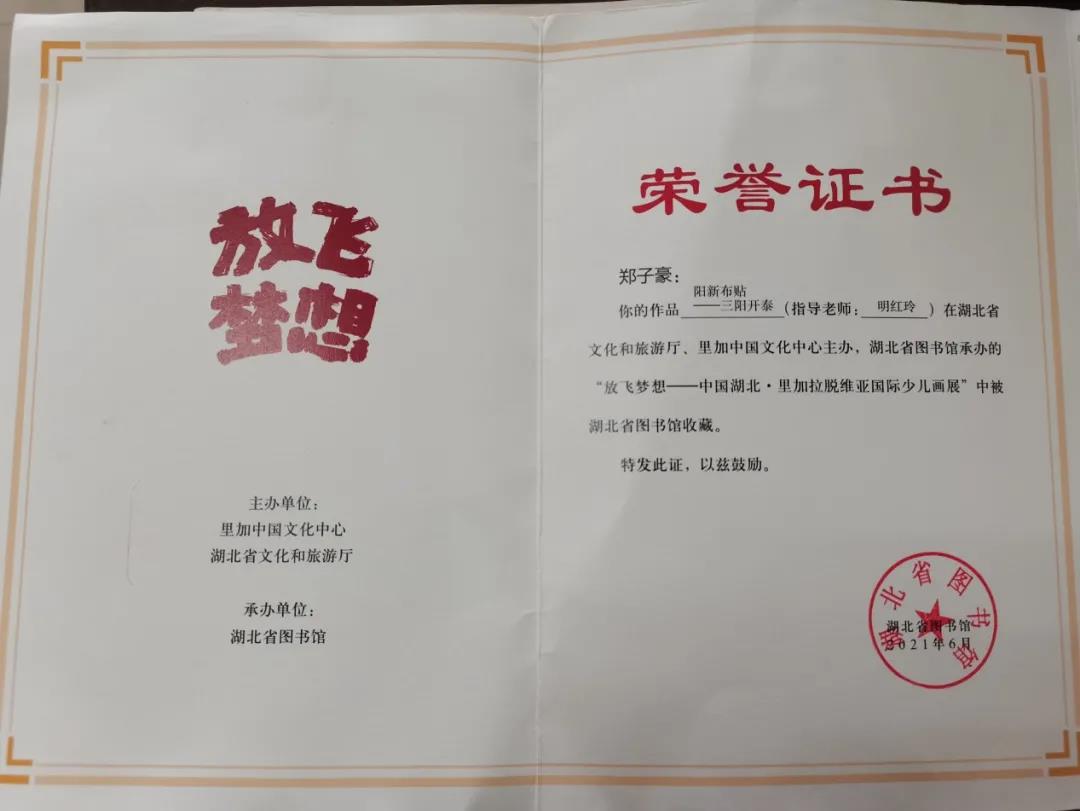 放飞
梦想
主办单位：
里加中国文化中心
湖北省文化和旅游厅
承办单位：
湖北省图书馆
荣誉证书
郑子豪：
阳新布贴
你的作品——三阳开泰（指导老师：明红玲）在湖北省
文化和旅游厅、里加中国文化中心主办，湖北省图书馆承办的
“放飞梦想——中国湖北·里加拉脱维亚国际少儿画展”中被
湖北省图书馆收藏。
特发此证，以兹鼓励。
湖北省图书馆
湖北省图书馆
2021年6月